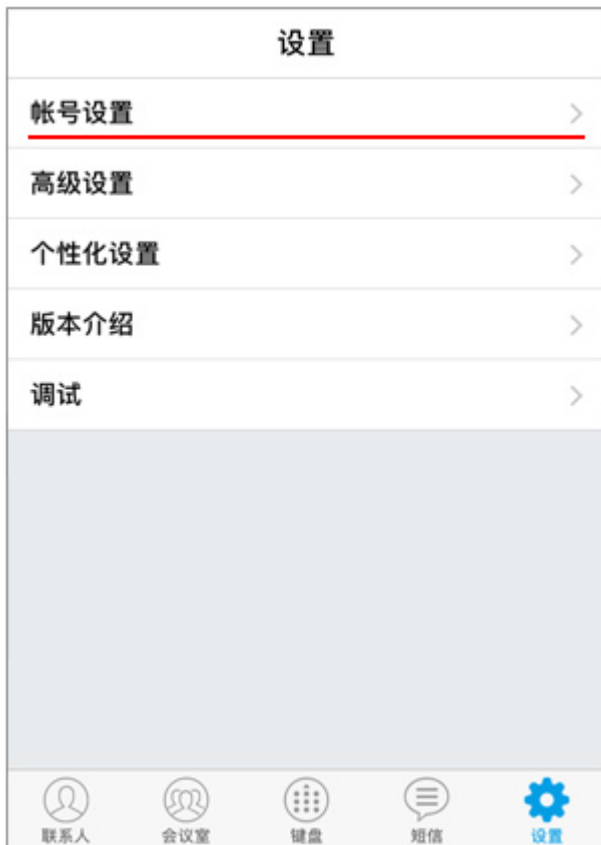 设置
帐号设置
高级设置
个性化设置
版本介绍
调试
联系人 会议室 键盘 短信 设置